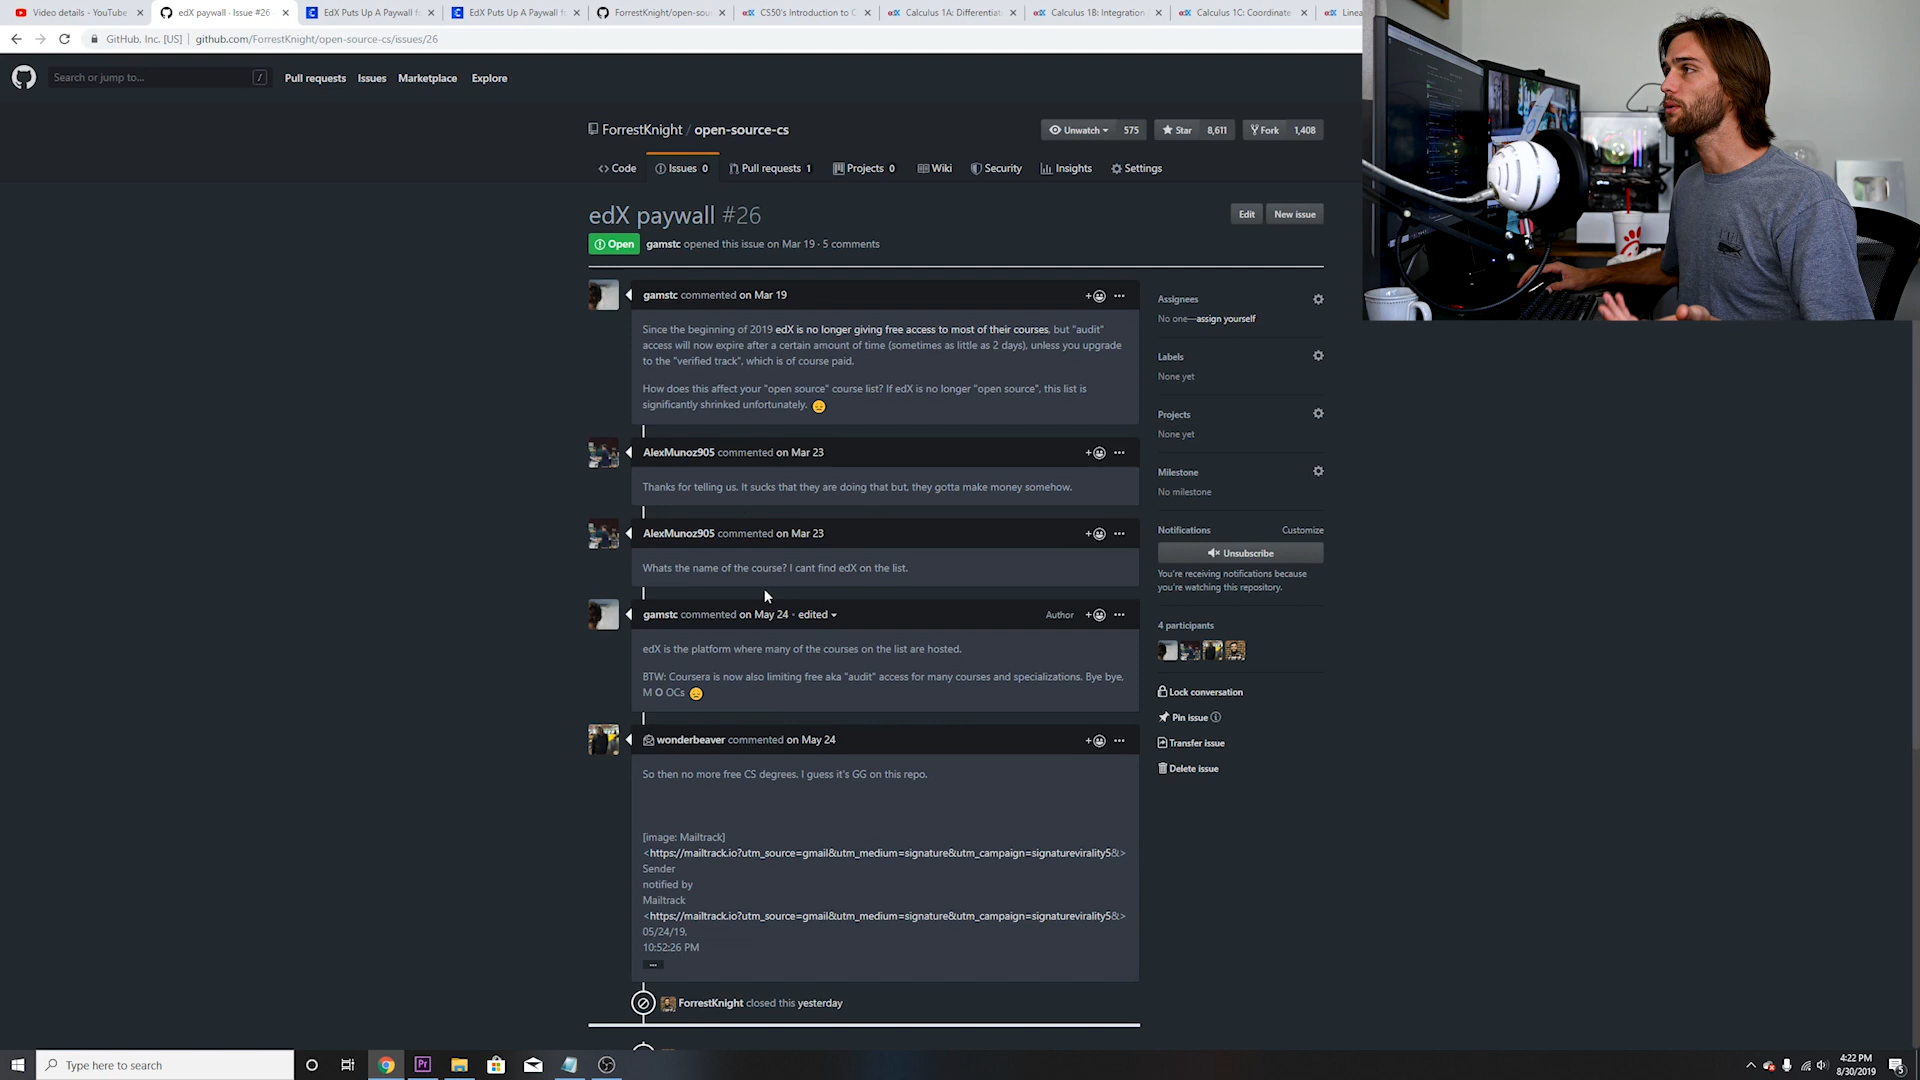 Video details - YouTube
edX paywall · Issue #26
EdX Puts Up A Paywall f
EdX Puts Up A Paywall fo
ForrestKnight/open-sou
CS50's Introduction to C
Calculus 1A: Differentiat
Calculus 1B: Integration
Calculus 1C: Coordinate
Linea
GitHub, Inc. [US] | github.com/ForrestKnight/open-source-cs/issues/26
Search or jump to... /
Pull requests Issues Marketplace Explore
ForrestKnight / open-source-cs
Unwatch 575 Star 8,611 Fork 1,408
Code Issues 0 Pull requests 1 Projects 0 Wiki Security Insights Settings
edX paywall #26
Edit New issue
Open gamstc opened this issue on Mar 19 · 5 comments
gamstc commented on Mar 19
Since the beginning of 2019 edX is no longer giving free access to most of their courses, but "audit"
access will now expire after a certain amount of time (sometimes as little as 2 days), unless you upgrade
to the "verified track", which is of course paid.
How does this affect your "open source" course list? If edX is no longer "open source", this list is
significantly shrinked unfortunately.
AlexMunoz905 commented on Mar 23
Thanks for telling us. It sucks that they are doing that but, they gotta make money somehow.
AlexMunoz905 commented on Mar 23
Whats the name of the course? I cant find edX on the list.
gamstc commented on May 24 · edited
Author
edX is the platform where many of the courses on the list are hosted.
BTW: Coursera is now also limiting free aka "audit" access for many courses and specializations. Bye bye,
M O OCs
wonderbeaver commented on May 24
So then no more free CS degrees. I guess it's GG on this repo.
[image: Mailtrack]
<https://mailtrack.io?utm_source=gmail&utm_medium=signature&utm_campaign=signaturevirality5&>
Sender
notified by
Mailtrack
<https://mailtrack.io?utm_source=gmail&utm_medium=signature&utm_campaign=signaturevirality5&>
05/24/19,
10:52:26 PM
...
ForrestKnight closed this yesterday
Assignees
No one—assign yourself
Labels
None yet
Projects
None yet
Milestone
No milestone
Notifications Customize
Unsubscribe
You're receiving notifications because
you're watching this repository.
4 participants
Lock conversation
Pin issue
Transfer issue
Delete issue
Type here to search
Pr
4:22 PM
8/30/2019
5